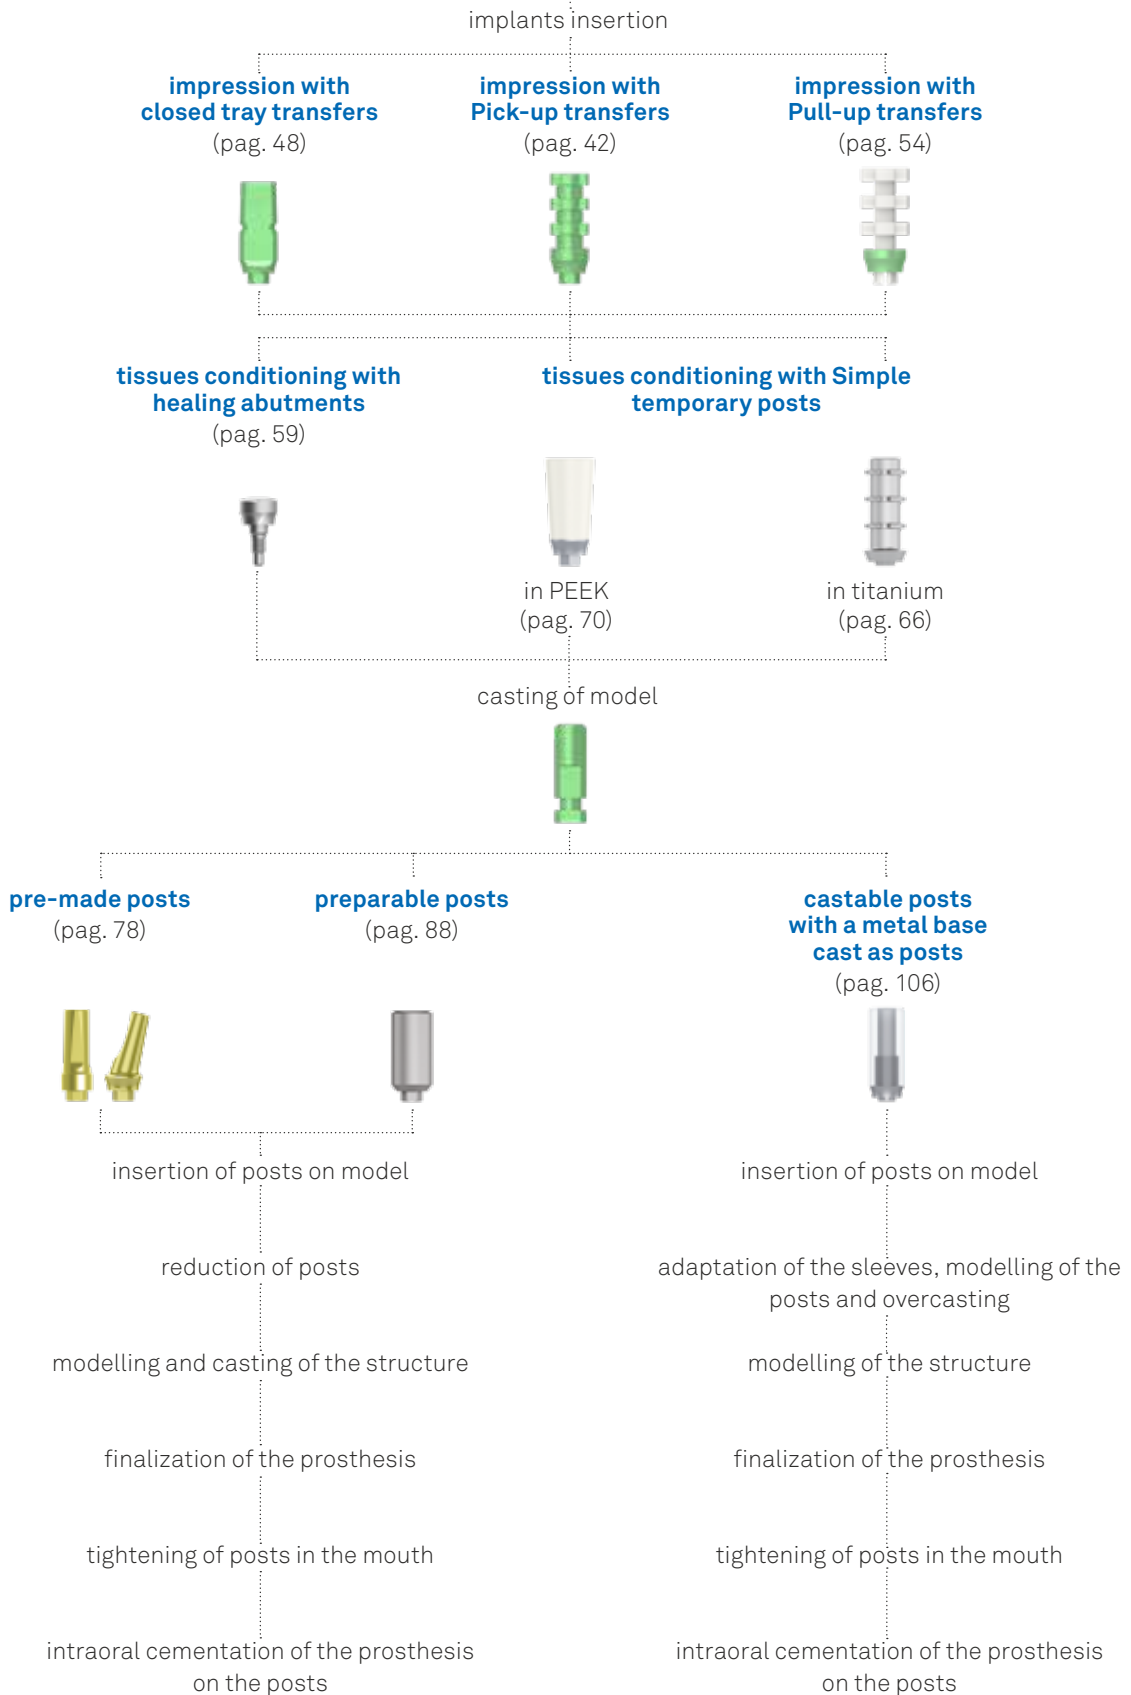 implants insertion
impression with
closed tray transfers
(pag. 48)
impression with
Pick-up transfers
(pag. 42)
impression with
Pull-up transfers
(pag. 54)
tissues conditioning with
healing abutments
(pag. 59)
tissues conditioning with Simple
temporary posts
in PEEK
(pag. 70)
in titanium
(pag. 66)
casting of model
pre-made posts
(pag. 78)
preparable posts
(pag. 88)
castable posts
with a metal base
cast as posts
(pag. 106)
insertion of posts on model
reduction of posts
modelling and casting of the structure
finalization of the prosthesis
tightening of posts in the mouth
intraoral cementation of the prosthesis
on the posts
insertion of posts on model
adaptation of the sleeves, modelling of the
posts and overcasting
modelling of the structure
finalization of the prosthesis
tightening of posts in the mouth
intraoral cementation of the prosthesis
on the posts